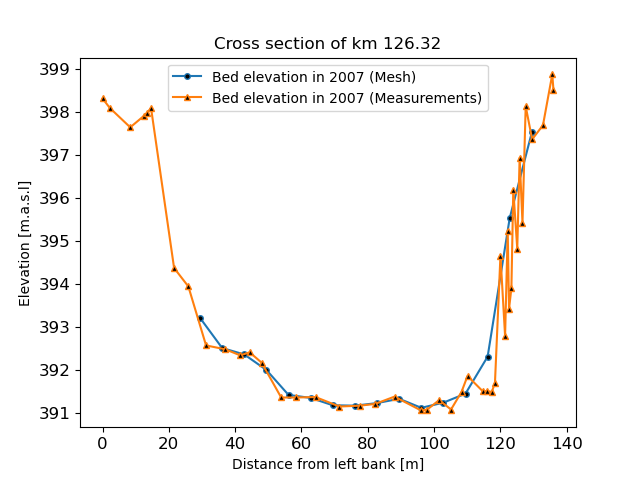 Cross section of km 126.32
Bed elevation in 2007 (Mesh)
Bed elevation in 2007 (Measurements)
Elevation [m.a.s.l]
399
398
397
396
395
394
393
392
391
0 20 40 60 80 100 120 140
Distance from left bank [m]